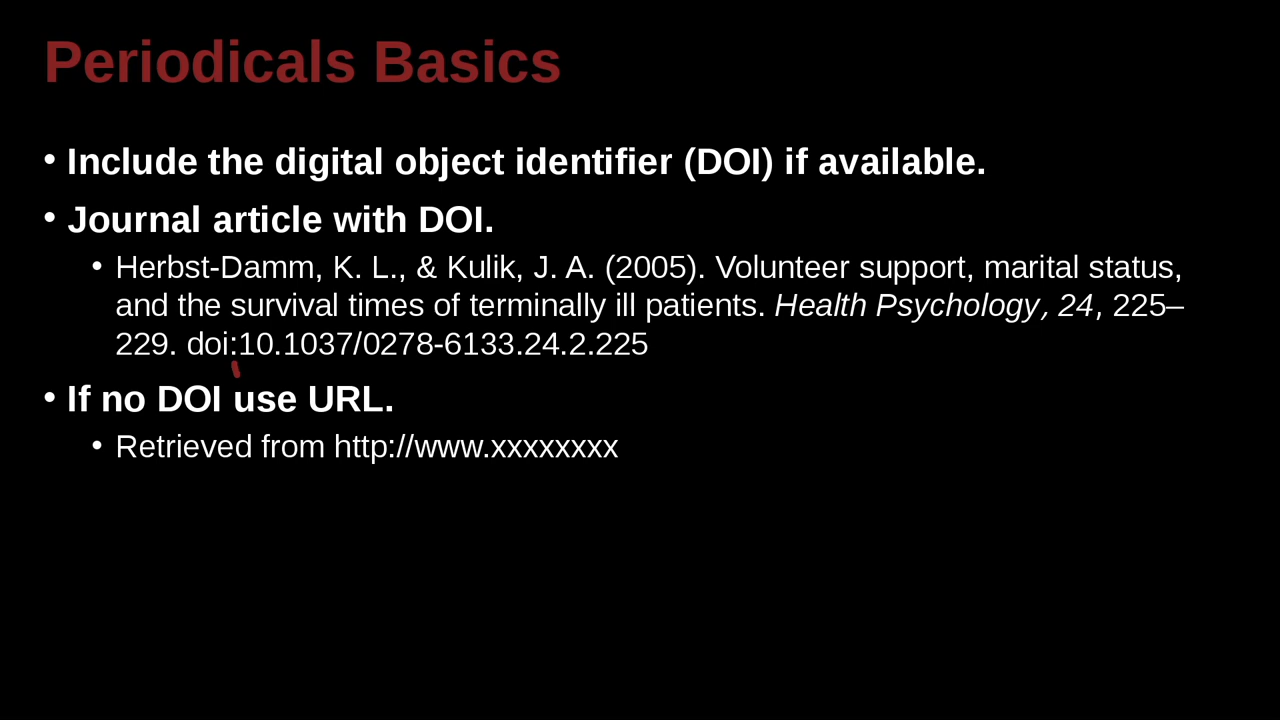 Periodicals Basics
• Include the digital object identifier (DOI) if available.
• Journal article with DOI.
• Herbst-Damm, K. L., & Kulik, J. A. (2005). Volunteer support, marital status,
and the survival times of terminally ill patients. Health Psychology, 24, 225–
229. doi:10.1037/0278-6133.24.2.225
• If no DOI use URL.
• Retrieved from http://www.xxxxxxxx